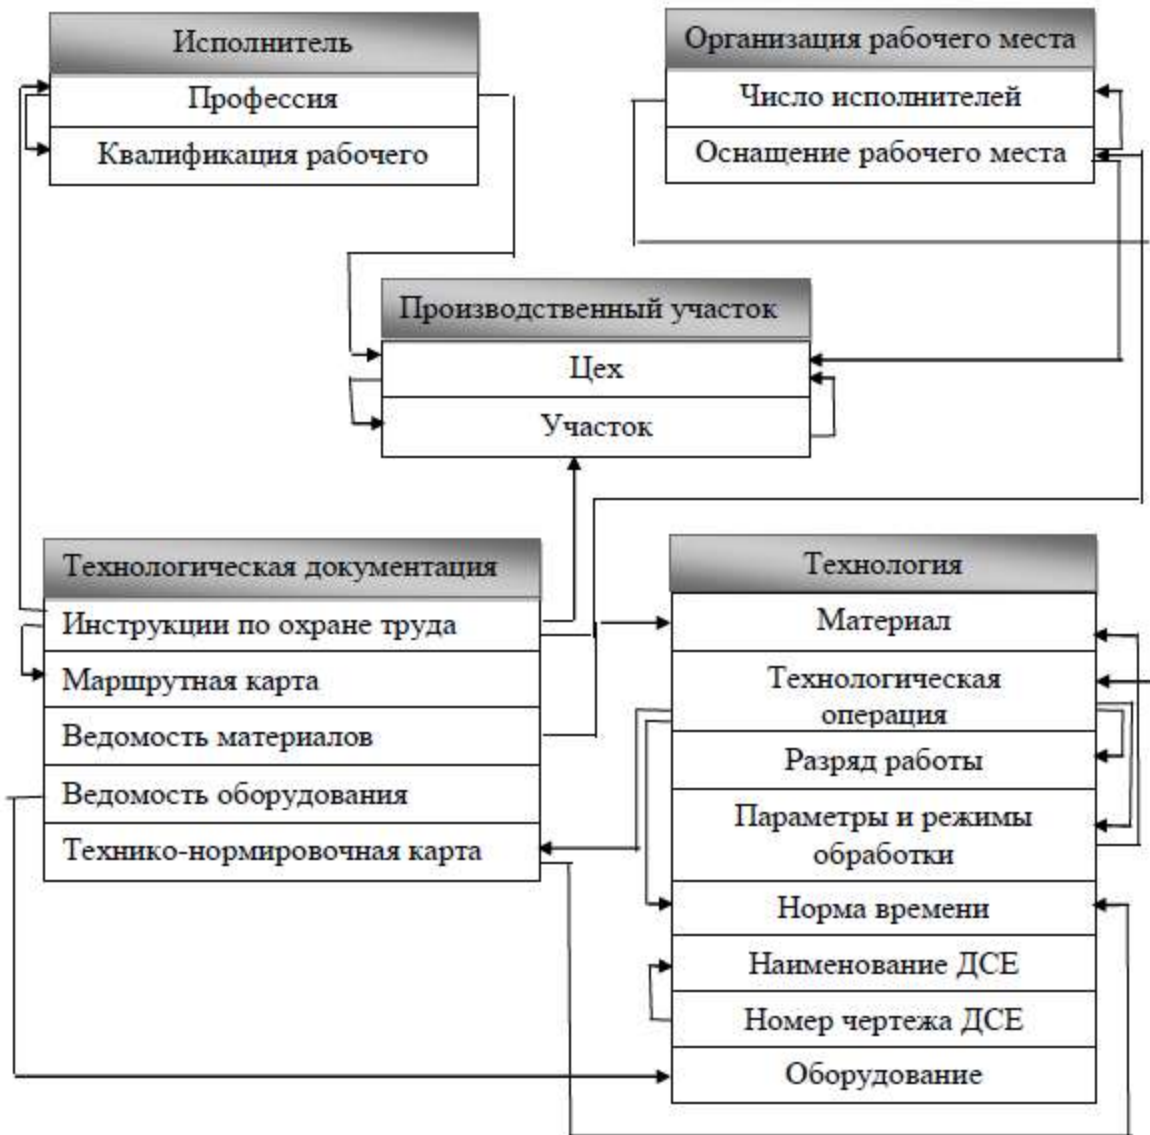 Исполнитель
Профессия
Квалификация рабочего
Организация рабочего места
Число исполнителей
Оснащение рабочего места
Производственный участок
Цех
Участок
Технологическая документация
Инструкции по охране труда
Маршрутная карта
Ведомость материалов
Ведомость оборудования
Технико-нормировочная карта
Технология
Материал
Технологическая
операция
Разряд работы
Параметры и режимы
обработки
Норма времени
Наименование ДСЕ
Номер чертежа ДСЕ
Оборудование